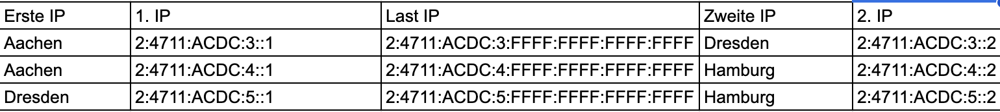 Erste IP 1. IP Last IP Zweite IP 2. IP
Aachen 2:4711:ACDC:3::1 2:4711:ACDC:3:FFFF:FFFF:FFFF:FFFF Dresden 2:4711:ACDC:3::2
Aachen 2:4711:ACDC:4::1 2:4711:ACDC:4:FFFF:FFFF:FFFF:FFFF Hamburg 2:4711:ACDC:4::2
Dresden 2:4711:ACDC:5::1 2:4711:ACDC:5:FFFF:FFFF:FFFF:FFFF Hamburg 2:4711:ACDC:5::2